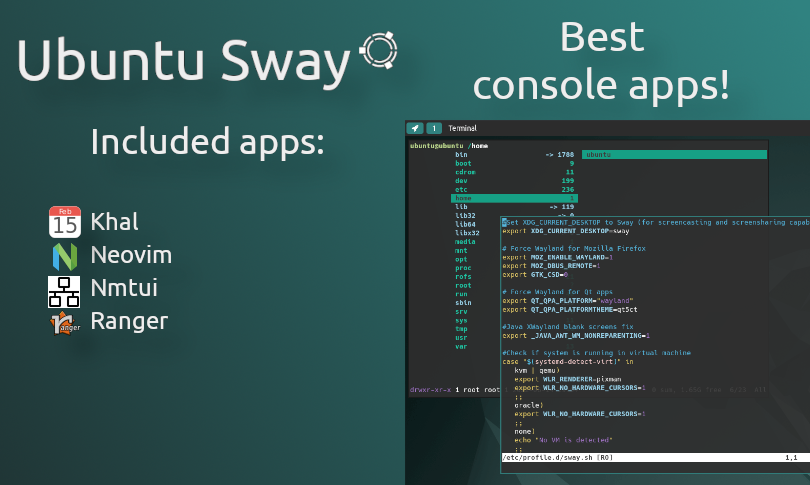 Ubuntu Sway
Included apps:
Feb
15
Khal
Neovim
Nmtui
ranger
Ranger
Best
console apps!
1 Terminal
ubuntu@ubuntu /home
bin -> 1788 ubuntu
boot 9
cdrom 11
dev 199
etc 236
home 1
lib -> 119
lib32 -> 0
lib64
libx32
media
mnt
opt
proc
rofs
root
run
sbin
srv
sys
tmp
usr
var
drwxr-xr-x 1 root root
#Set XDG_CURRENT_DESKTOP to Sway (for screencasting and screensharing capab
export XDG_CURRENT_DESKTOP=sway
# Force Wayland for Mozilla Firefox
export MOZ_ENABLE_WAYLAND=1
export MOZ_DBUS_REMOTE=1
export GTK_CSD=0
# Force Wayland for Qt apps
export QT_QPA_PLATFORM="wayland"
export QT_QPA_PLATFORMTHEME=qt5ct
#Java XWayland blank screens fix
export _JAVA_AWT_WM_NONREPARENTING=1
#Check if system is running in virtual machine
case "$(systemd-detect-virt)" in
kvm | qemu)
export WLR_RENDERER=pixman
export WLR_NO_HARDWARE_CURSORS=1
;;
oracle)
export WLR_NO_HARDWARE_CURSORS=1
;;
none)
echo "No VM is detected"
;;
/etc/profile.d/sway.sh [RO] 1,1